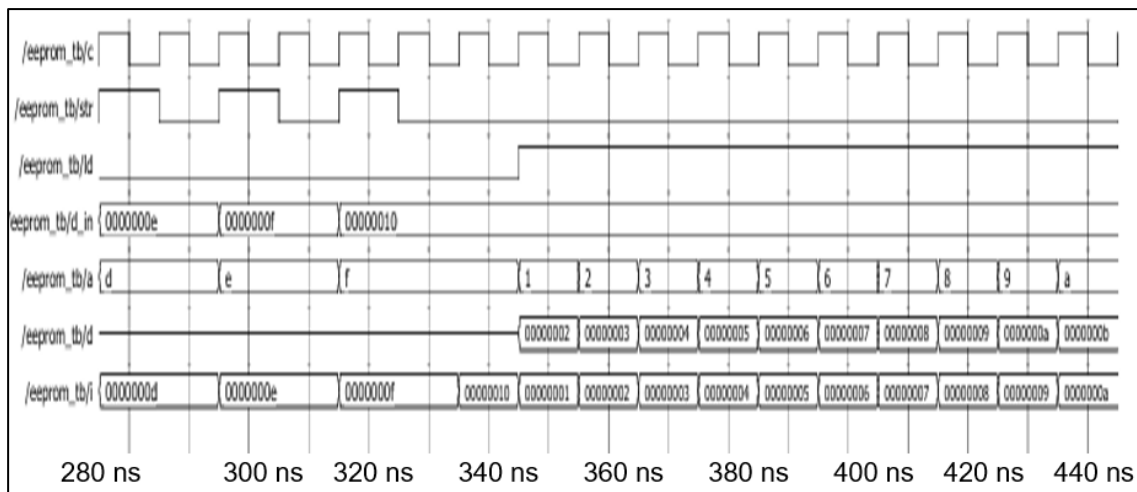 /eeprom_tb/c
/eeprom_tb/str
/eeprom_tb/ld
/eeprom_tb/d_in 0000000e 0000000f 00000010
/eeprom_tb/a d e f 1 2 3 4 5 6 7 8 9 a
/eeprom_tb/d 00000002 00000003 00000004 00000005 00000006 00000007 00000008 00000009 0000000a 0000000b
/eeprom_tb/i 0000000d 0000000e 0000000f 00000010 00000001 00000002 00000003 00000004 00000005 00000006 00000007 00000008 00000009 0000000a
280 ns 300 ns 320 ns 340 ns 360 ns 380 ns 400 ns 420 ns 440 ns